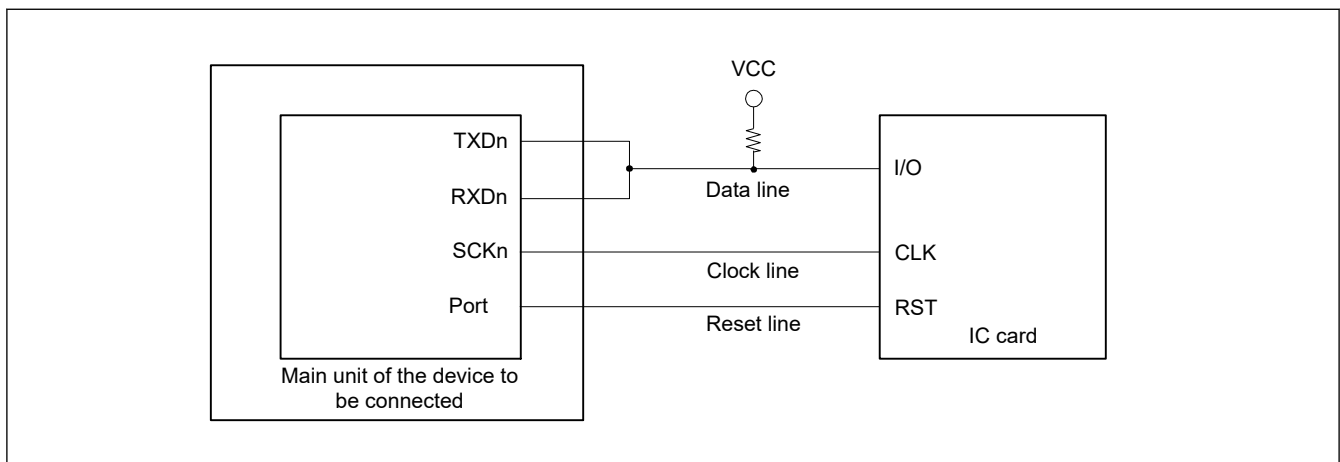 VCC
TXDn
RXDn
SCKn
Port
Main unit of the device to
be connected
Data line
Clock line
Reset line
I/O
CLK
RST
IC card